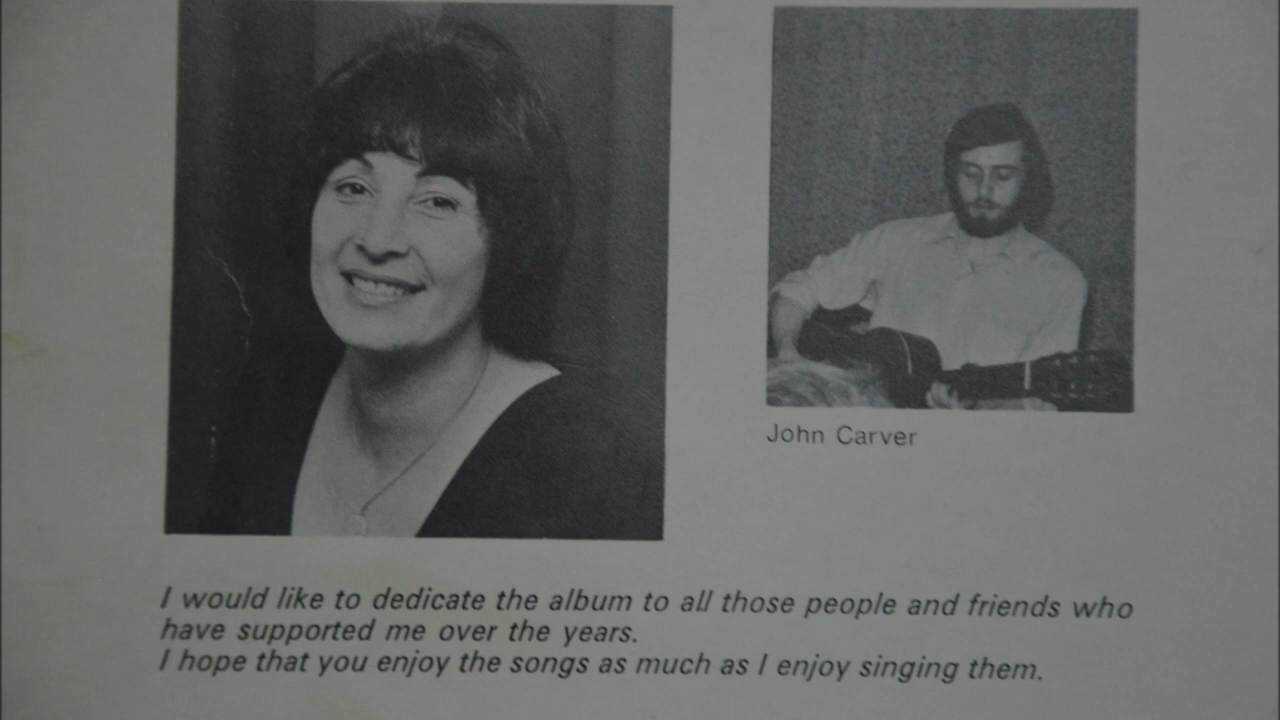 John Carver
I would like to dedicate the album to all those people and friends who
have supported me over the years.
I hope that you enjoy the songs as much as I enjoy singing them.